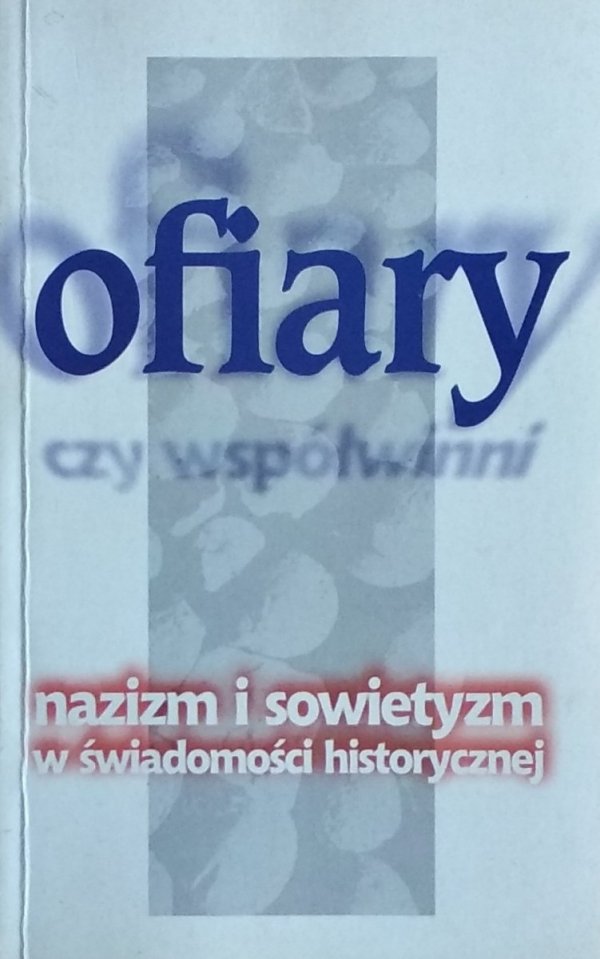 ofiary
czy współwinni
nazizm i sowietyzm
w świadomości historycznej